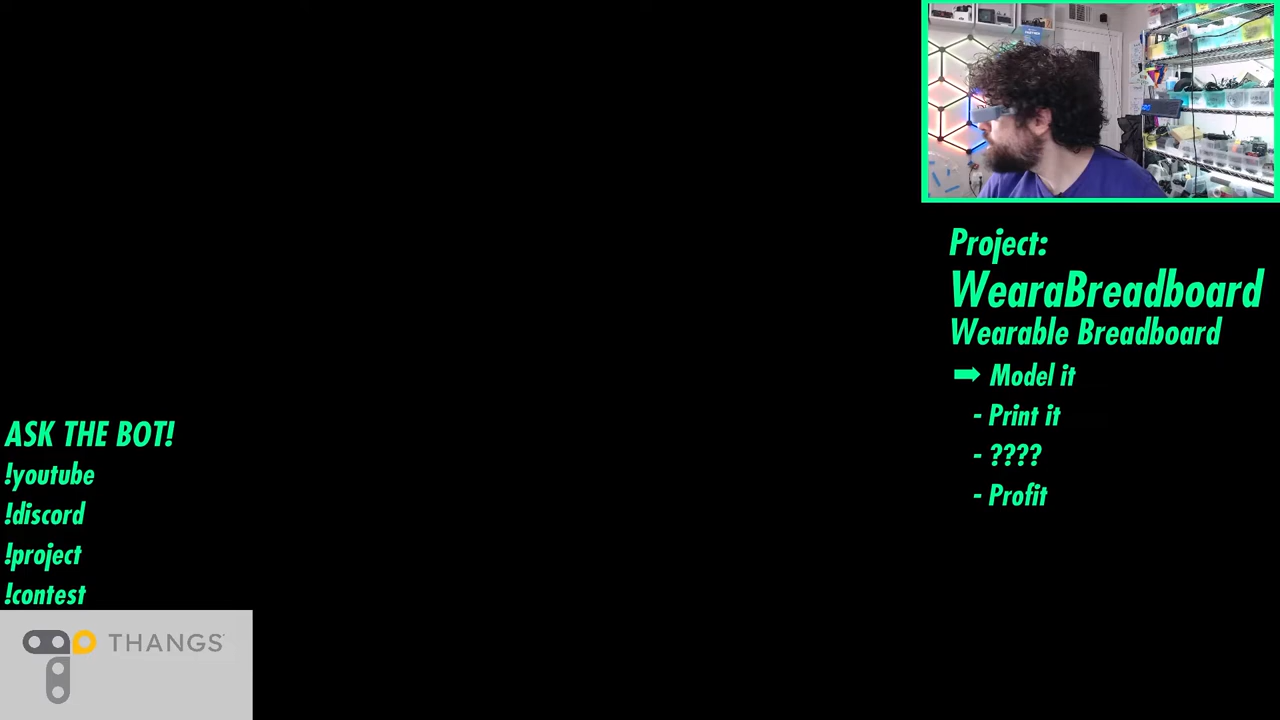 Project:
WearaBreadboard
Wearable Breadboard
➡ Model it
- Print it
- ????
- Profit
ASK THE BOT!
!youtube
!discord
!project
!contest
THANGS